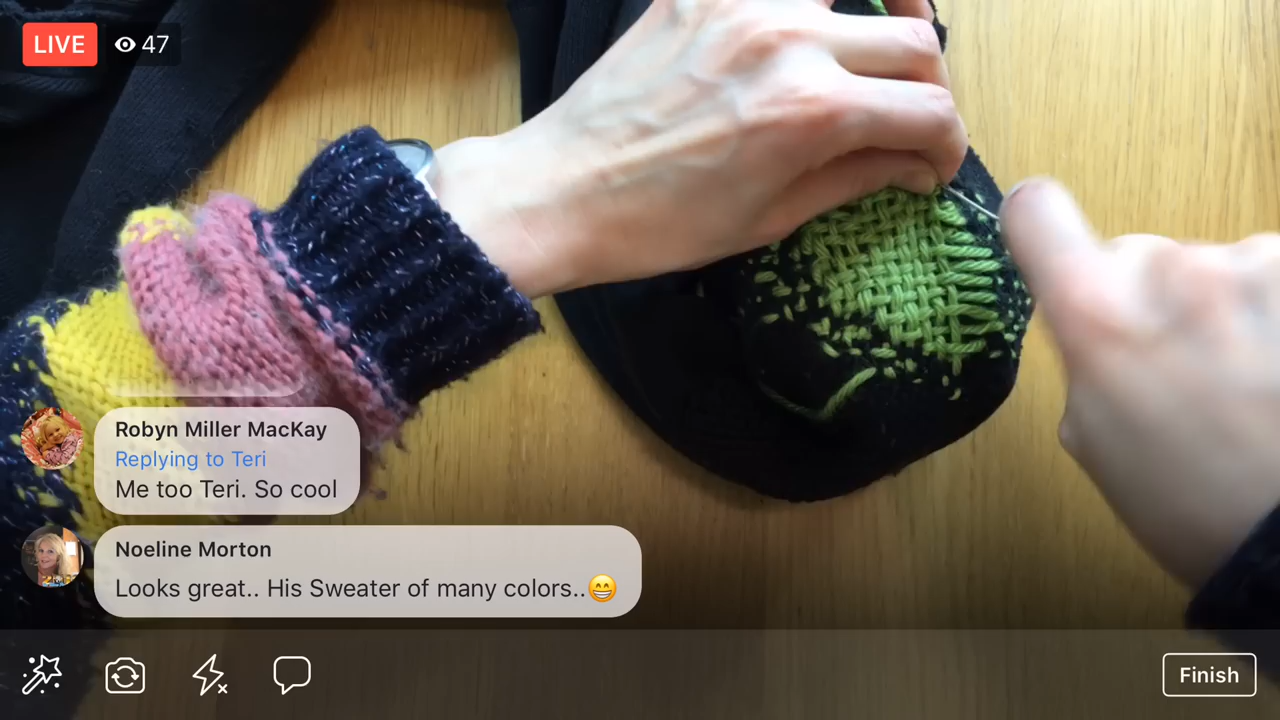 LIVE 47
Robyn Miller MacKay
Replying to Teri
Me too Teri. So cool
Noeline Morton
Looks great.. His Sweater of many colors..😁
Finish